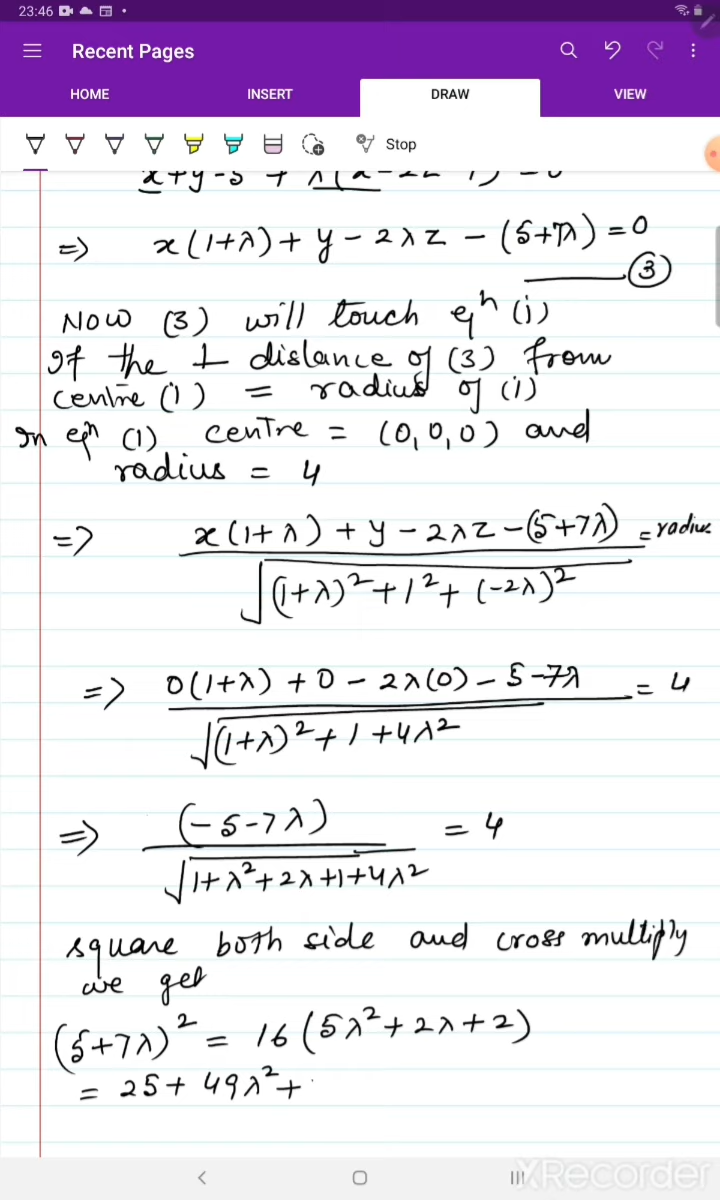 23:46
Recent Pages
HOME INSERT DRAW VIEW
Stop
x+y-5 + λ(x-2z-7) = 0
=> x(1+λ) + y - 2λz - (5+7λ) = 0
③
NOW (3) will touch eqⁿ (i)
If the ⊥ distance of (3) from
centre (1) = radius of (i)
In eqⁿ (1) centre = (0,0,0) and
radius = 4
=> x(1+λ) + y - 2λz - (5+7λ) = radius
√(1+λ)² + 1² + (-2λ)²
=> 0(1+λ) + 0 - 2λ(0) - 5 - 7λ = 4
√(1+λ)² + 1 + 4λ²
=> (-5-7λ) = 4
√1+λ²+2λ+1+4λ²
square both side and cross multiply
we get
(5+7λ)² = 16(5λ²+2λ+2)
= 25 + 49λ² +
XRecorder